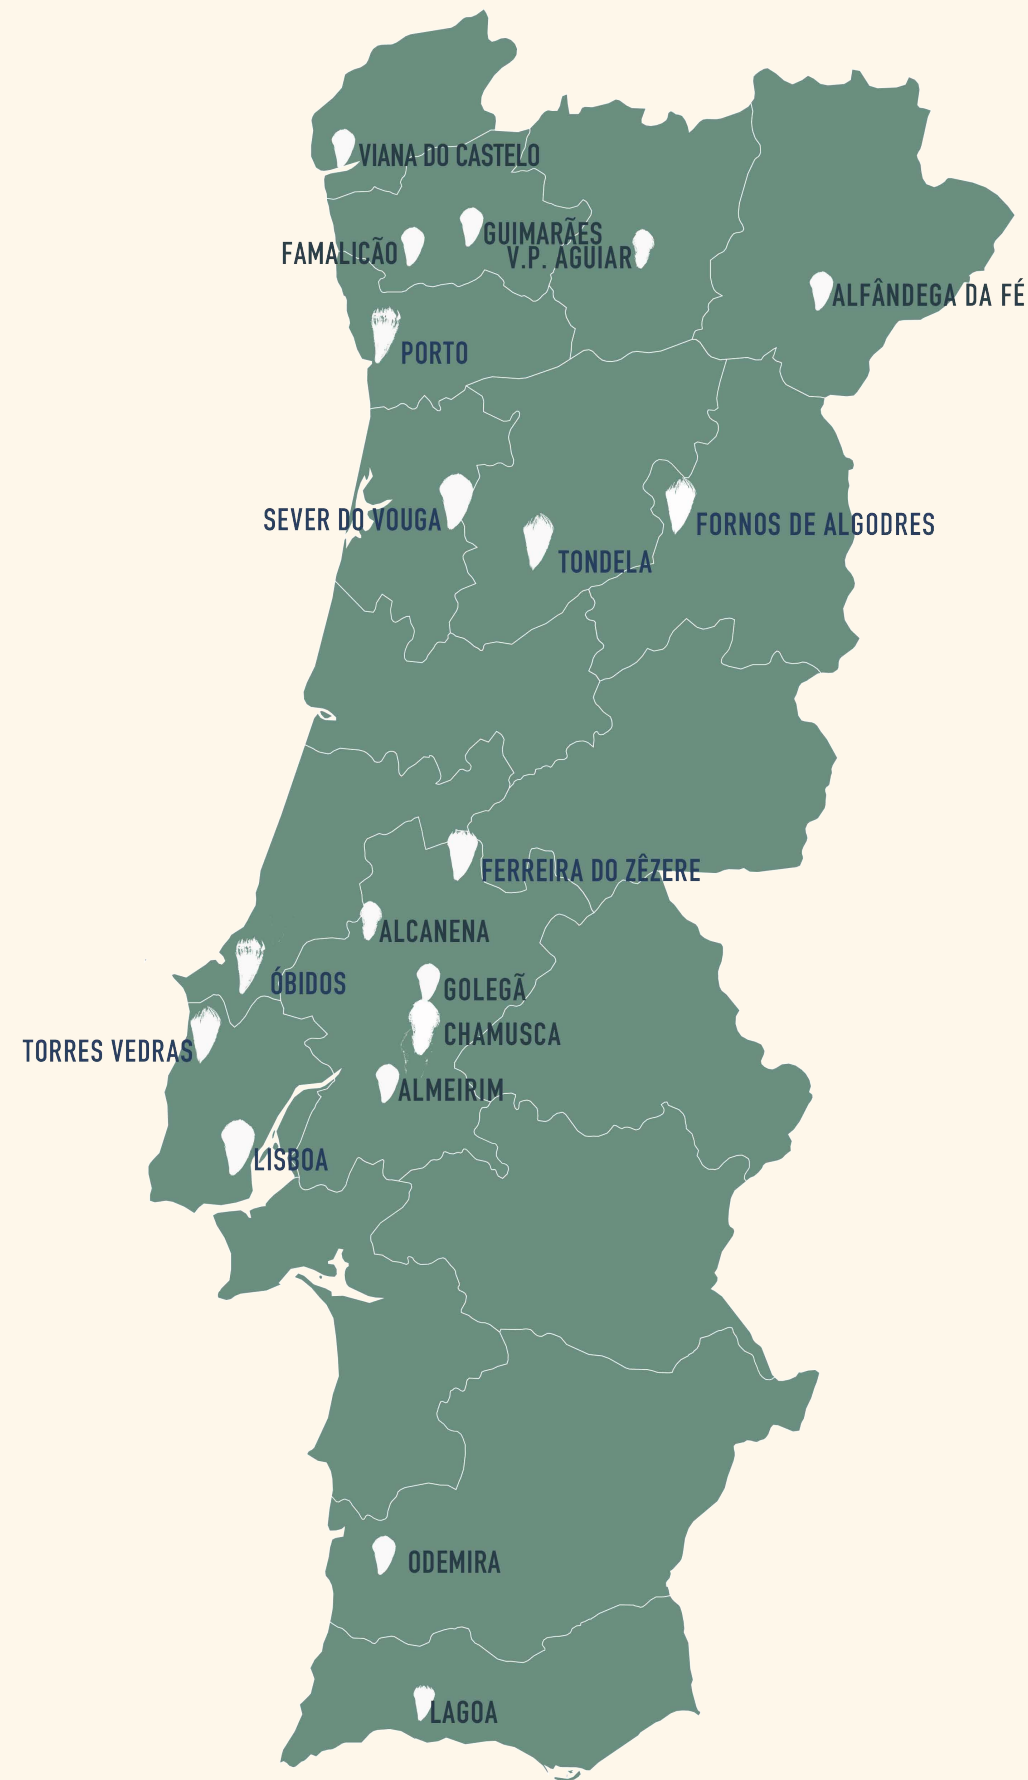 VIANA DO CASTELO
GUIMARÃES
FAMALICÃO
V.P. AGUIAR
ALFÂNDEGA DA FÉ
PORTO
SEVER DO VOUGA
FORNOS DE ALGODRES
TONDELA
FERREIRA DO ZÊZERE
ALCANENA
ÓBIDOS
GOLEGÃ
CHAMUSCA
TORRES VEDRAS
ALMEIRIM
LISBOA
ODEMIRA
LAGOA